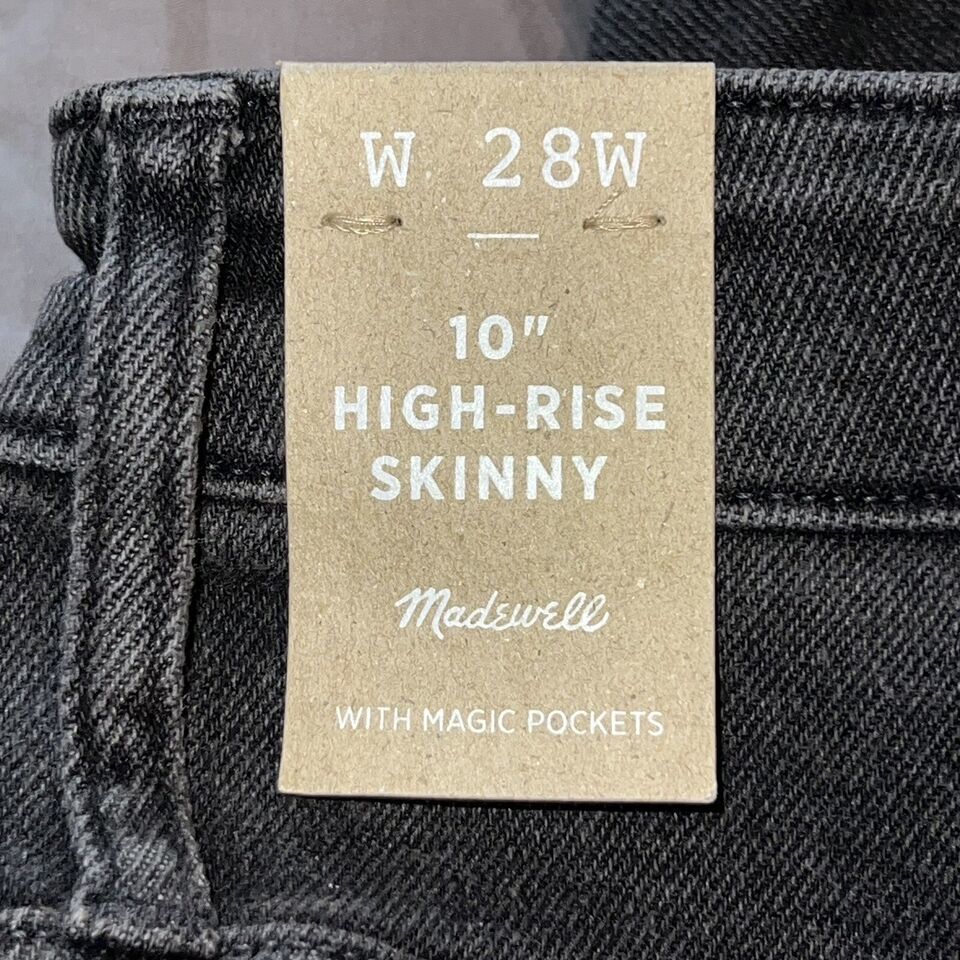 W 28W
10"
HIGH-RISE
SKINNY
Madewell
WITH MAGIC POCKETS